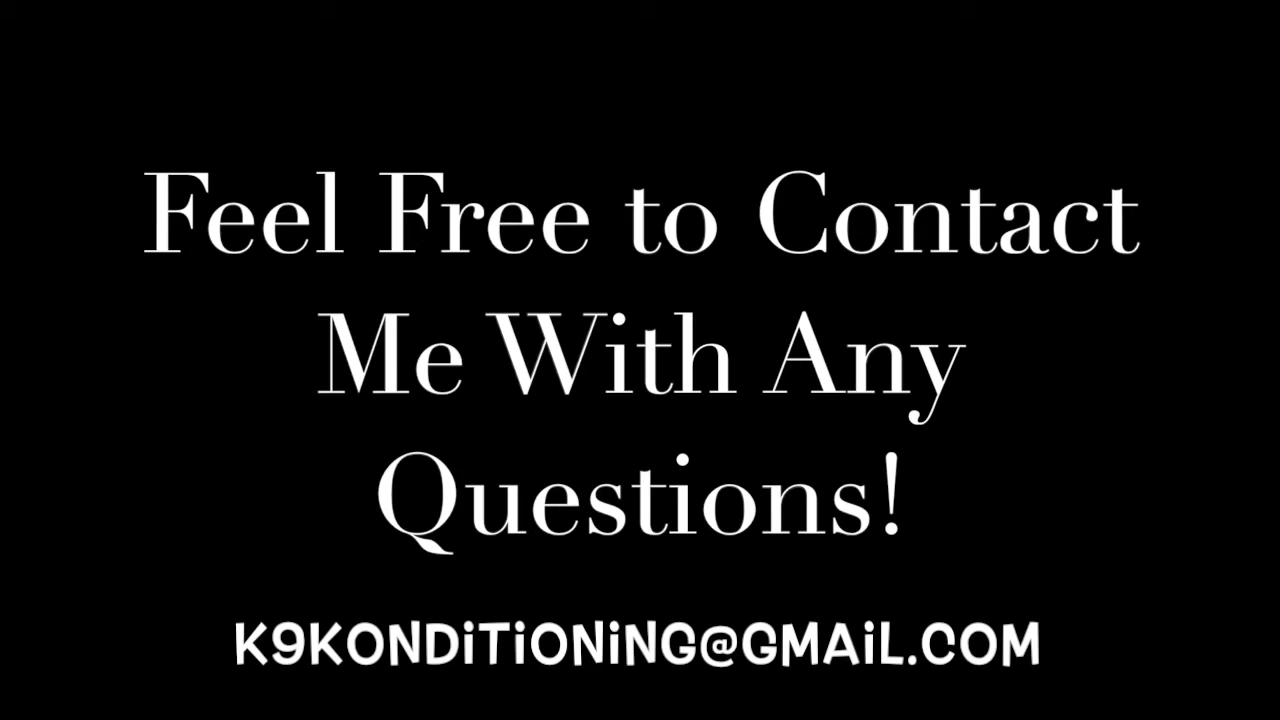 Feel Free to Contact
Me With Any
Questions!
K9KONDiTiONiNG@GMAiL.COM